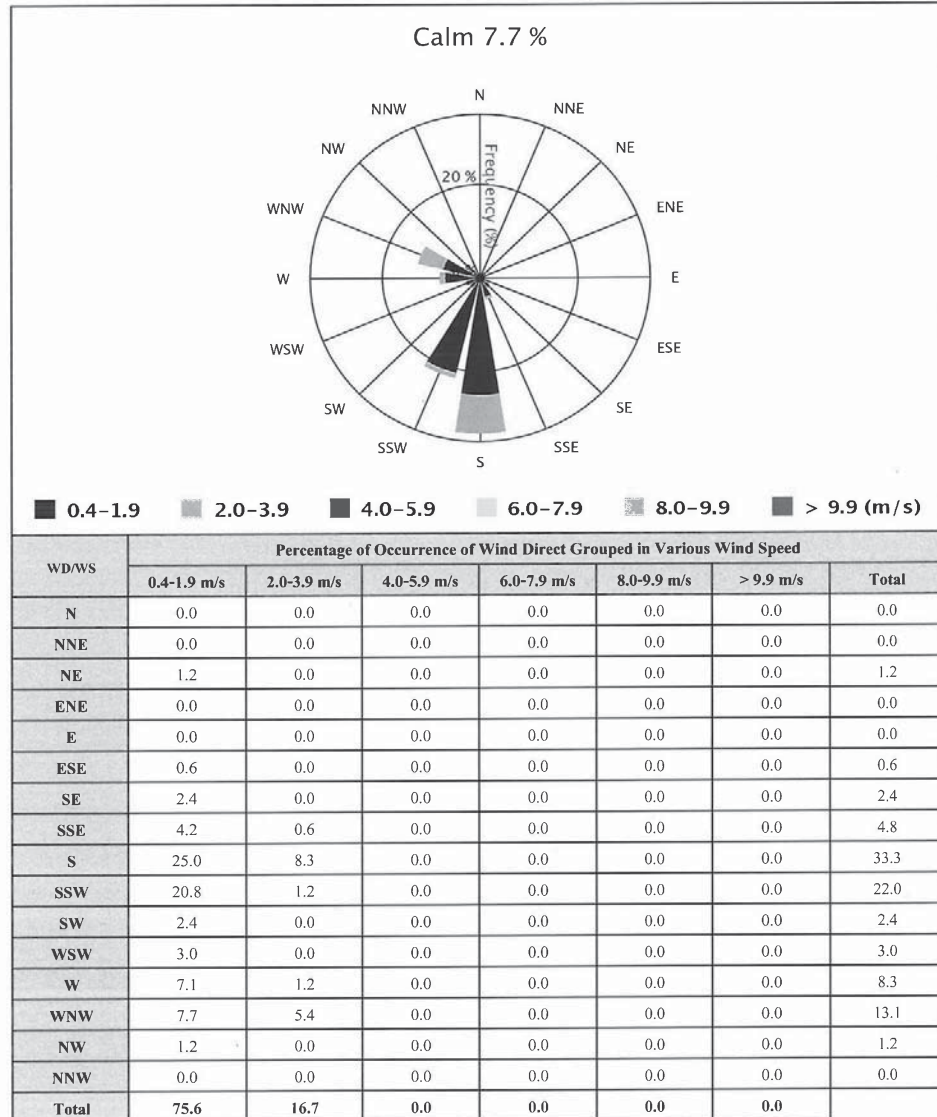 Calm 7.7 %
N
NNW
NNE
NW
NE
Frequency (%)
20 %
WNW
ENE
W
E
WSW
ESE
SW
SE
SSW
SSE
S
0.4-1.9 2.0-3.9 4.0-5.9 6.0-7.9 8.0-9.9 > 9.9 (m/s)
WD/WS Percentage of Occurrence of Wind Direct Grouped in Various Wind Speed
0.4-1.9 m/s 2.0-3.9 m/s 4.0-5.9 m/s 6.0-7.9 m/s 8.0-9.9 m/s > 9.9 m/s Total
N 0.0 0.0 0.0 0.0 0.0 0.0 0.0
NNE 0.0 0.0 0.0 0.0 0.0 0.0 0.0
NE 1.2 0.0 0.0 0.0 0.0 0.0 1.2
ENE 0.0 0.0 0.0 0.0 0.0 0.0 0.0
E 0.0 0.0 0.0 0.0 0.0 0.0 0.0
ESE 0.6 0.0 0.0 0.0 0.0 0.0 0.6
SE 2.4 0.0 0.0 0.0 0.0 0.0 2.4
SSE 4.2 0.6 0.0 0.0 0.0 0.0 4.8
S 25.0 8.3 0.0 0.0 0.0 0.0 33.3
SSW 20.8 1.2 0.0 0.0 0.0 0.0 22.0
SW 2.4 0.0 0.0 0.0 0.0 0.0 2.4
WSW 3.0 0.0 0.0 0.0 0.0 0.0 3.0
W 7.1 1.2 0.0 0.0 0.0 0.0 8.3
WNW 7.7 5.4 0.0 0.0 0.0 0.0 13.1
NW 1.2 0.0 0.0 0.0 0.0 0.0 1.2
NNW 0.0 0.0 0.0 0.0 0.0 0.0 0.0
Total 75.6 16.7 0.0 0.0 0.0 0.0